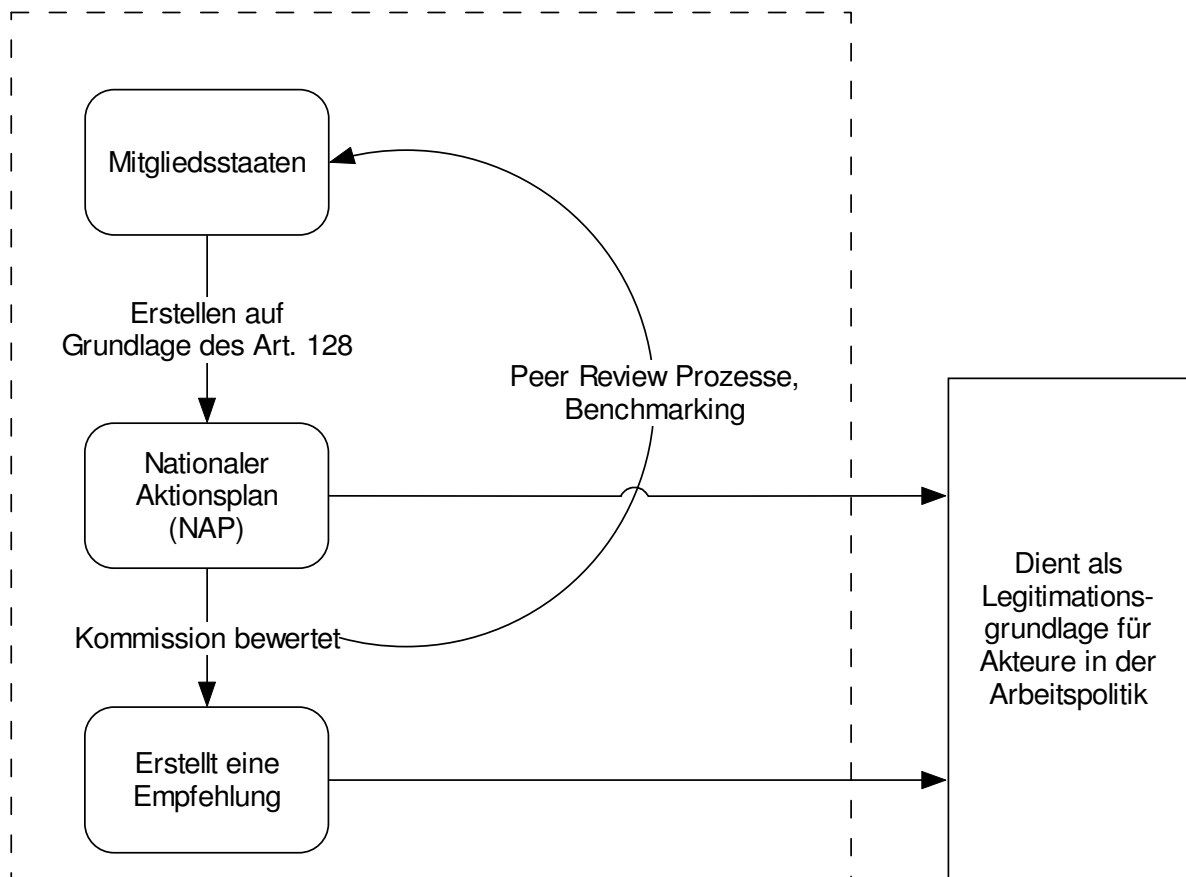 Mitgliedsstaaten
Erstellen auf
Grundlage des Art. 128
Peer Review Prozesse,
Benchmarking
Nationaler
Aktionsplan
(NAP)
Kommission bewertet
Erstellt eine
Empfehlung
Dient als
Legitimations-
grundlage für
Akteure in der
Arbeitspolitik